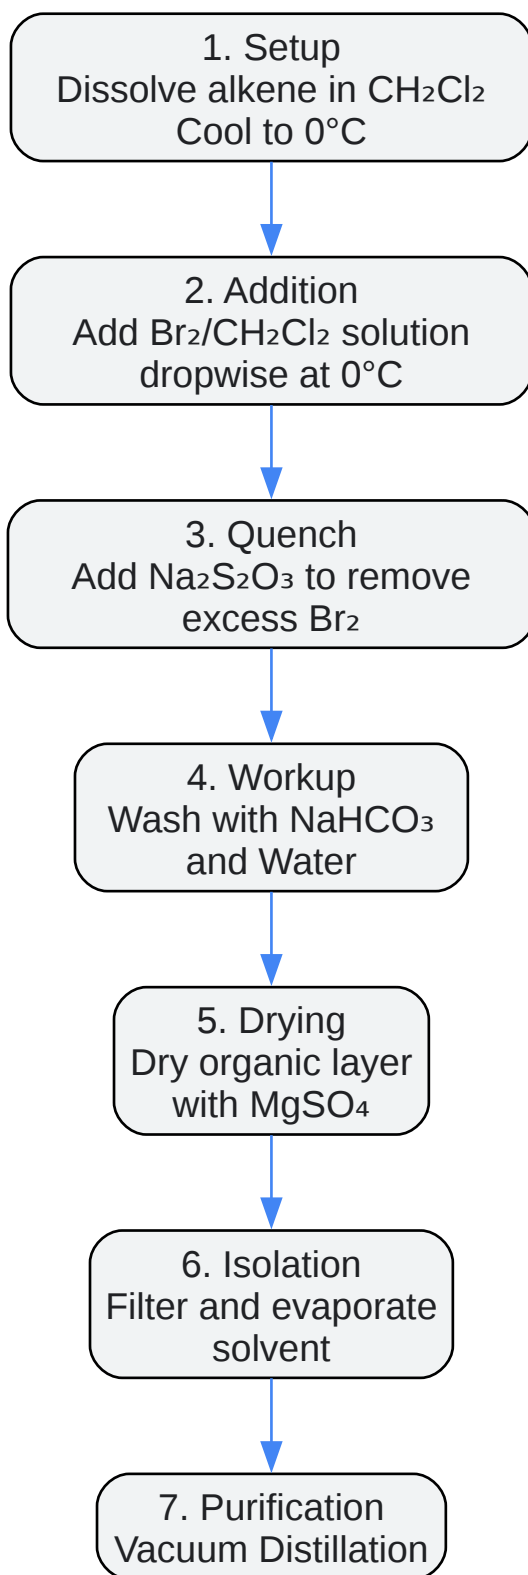 1. Setup
Dissolve alkene in CH₂Cl₂
Cool to 0°C
2. Addition
Add Br₂/CH₂Cl₂ solution
dropwise at 0°C
3. Quench
Add Na₂S₂O₃ to remove
excess Br₂
4. Workup
Wash with NaHCO₃
and Water
5. Drying
Dry organic layer
with MgSO₄
6. Isolation
Filter and evaporate
solvent
7. Purification
Vacuum Distillation